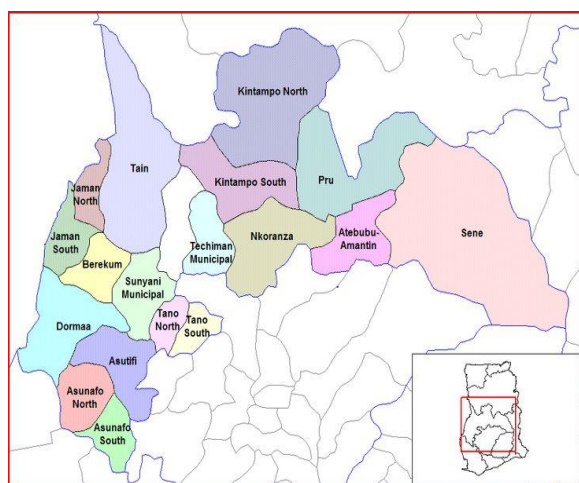 Kintampo North
Tain
Kintampo South
Pru
Jaman
North
Jaman
South
Berekum
Techiman
Municipal
Nkoranza
Atebubu-
Amantin
Sene
Sunyani
Municipal
Dormaa
Tano
North
Tano
South
Asutifi
Asunafo
North
Asunafo
South